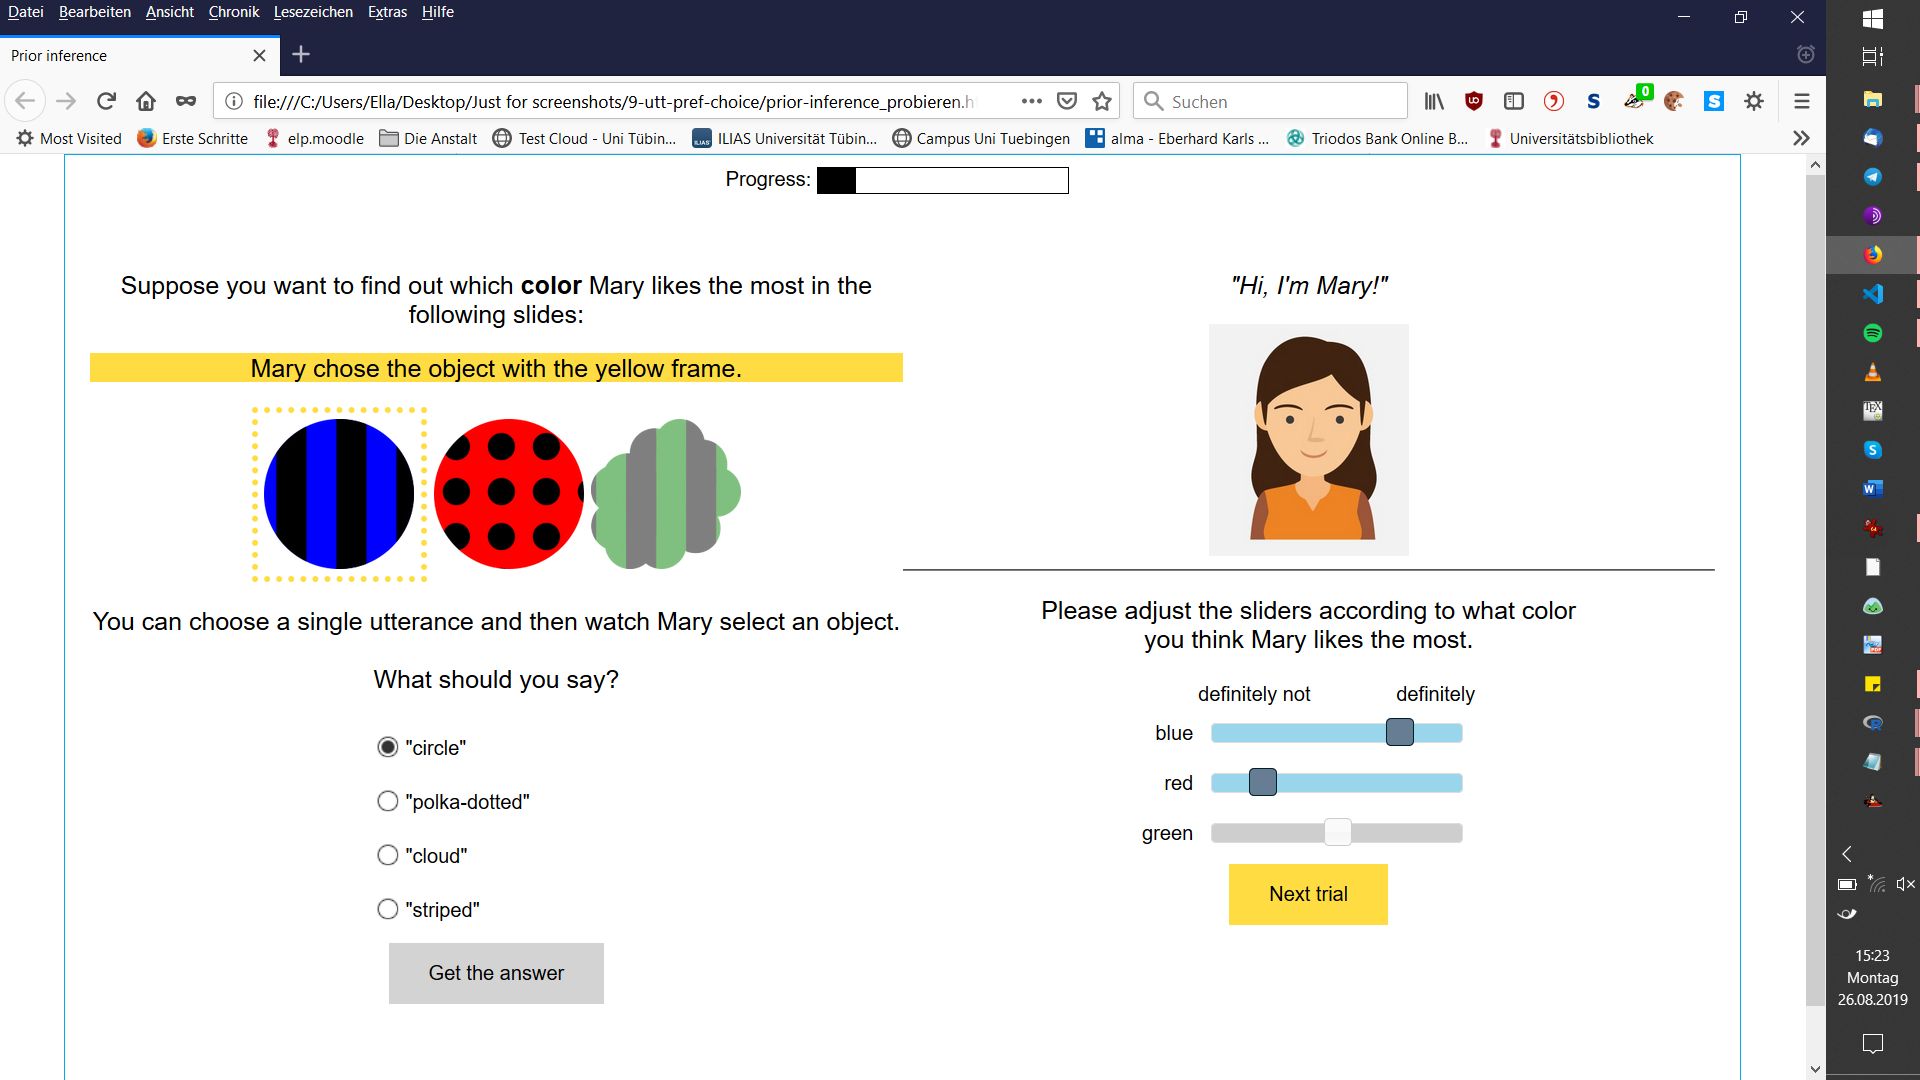 Datei Bearbeiten Ansicht Chronik Lesezeichen Extras Hilfe
Prior inference
file:///C:/Users/Ella/Desktop/Just for screenshots/9-utt-pref-choice/prior-inference_probieren.h
Suchen
0
Most Visited Erste Schritte elp.moodle Die Anstalt Test Cloud - Uni Tübin... ILIAS Universität Tübin... Campus Uni Tuebingen alma - Eberhard Karls ... Triodos Bank Online B... Universitätsbibliothek
Progress:
Suppose you want to find out which color Mary likes the most in the
following slides:
Mary chose the object with the yellow frame.
You can choose a single utterance and then watch Mary select an object.
What should you say?
"circle"
"polka-dotted"
"cloud"
"striped"
Get the answer
"Hi, I'm Mary!"
Please adjust the sliders according to what color
you think Mary likes the most.
definitely not definitely
blue
red
green
Next trial
15:23
Montag
26.08.2019